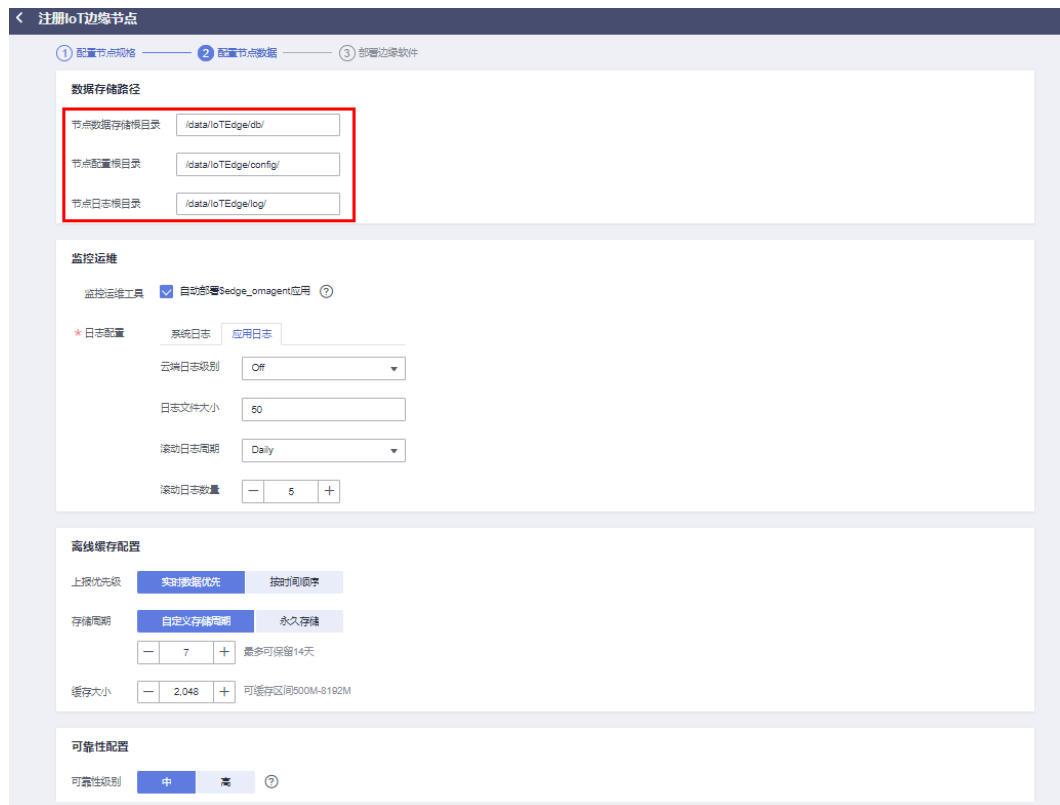 注册IoT边缘节点
1 配置节点规格 2 配置节点数据 3 部署边缘软件
数据存储路径
节点数据存储根目录 /data/IoTEdge/db/
节点配置根目录 /data/IoTEdge/config/
节点日志根目录 /data/IoTEdge/log/
监控运维
监控运维工具 自动部署$edge_omagent应用 ?
* 日志配置 系统日志 应用日志
云端日志级别 Off
日志文件大小 50
滚动日志周期 Daily
滚动日志数量 — 5 +
离线缓存配置
上报优先级 实时数据优先 按时间顺序
存储周期 自定义存储周期 永久存储
— 7 + 最多可保留14天
缓存大小 — 2,048 + 可缓存区间500M-8192M
可靠性配置
可靠性级别 中 高 ?